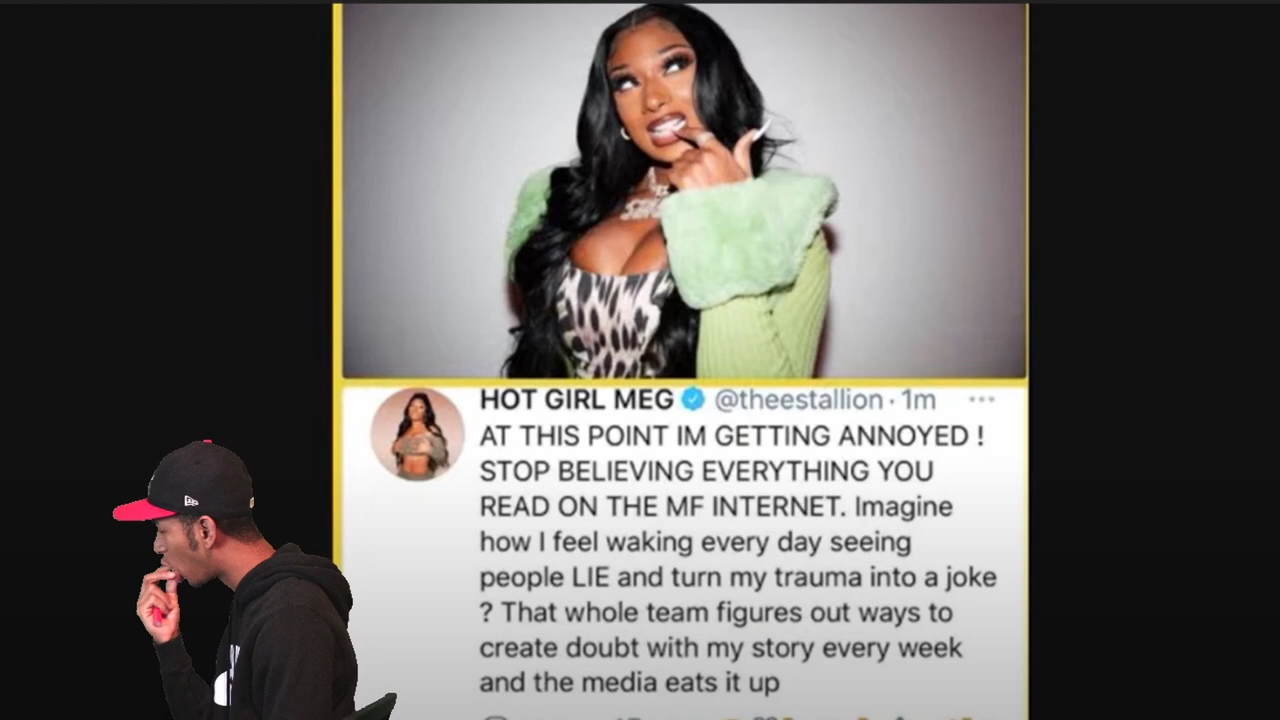 HOT GIRL MEG @theestallion · 1m ...
AT THIS POINT IM GETTING ANNOYED !
STOP BELIEVING EVERYTHING YOU
READ ON THE MF INTERNET. Imagine
how I feel waking every day seeing
people LIE and turn my trauma into a joke
? That whole team figures out ways to
create doubt with my story every week
and the media eats it up